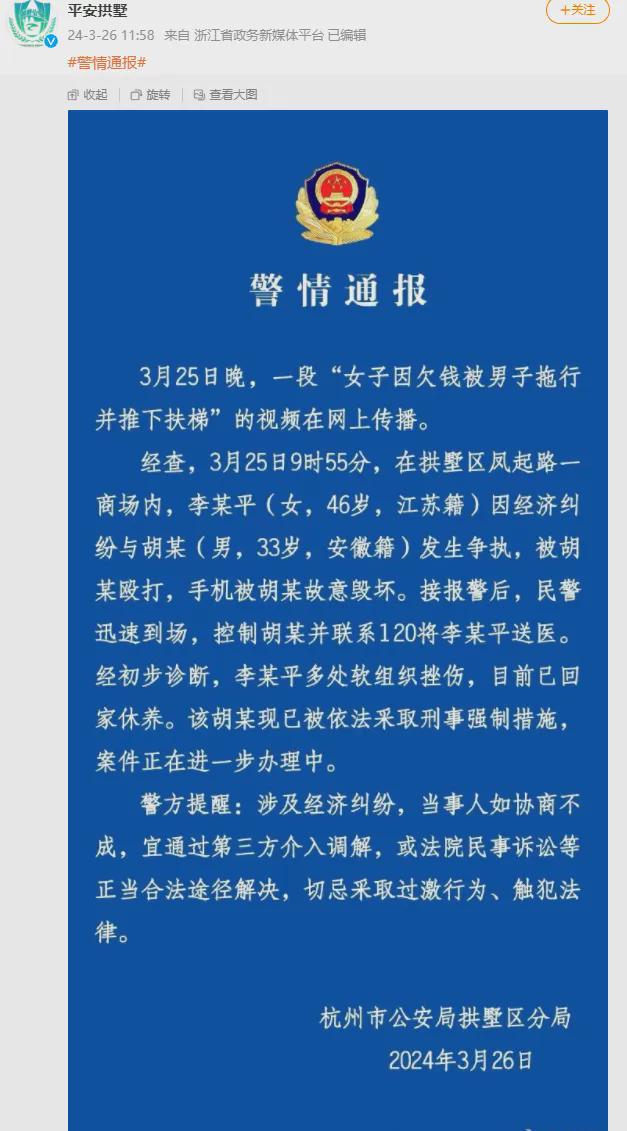 平安拱墅
+关注
24-3-26 11:58 来自 浙江省政务新媒体平台 已编辑
#警情通报#
收起 旋转 查看大图
警情通报
3月25日晚，一段“女子因欠钱被男子拖行
并推下扶梯”的视频在网上传播。
经查，3月25日9时55分，在拱墅区凤起路一
商场内，李某平（女，46岁，江苏籍）因经济纠
纷与胡某（男，33岁，安徽籍）发生争执，被胡
某殴打，手机被胡某故意毁坏。接报警后，民警
迅速到场，控制胡某并联系120将李某平送医。
经初步诊断，李某平多处软组织挫伤，目前已回
家休养。该胡某现已被依法采取刑事强制措施，
案件正在进一步办理中。
警方提醒：涉及经济纠纷，当事人如协商不
成，宜通过第三方介入调解，或法院民事诉讼等
正当合法途径解决，切忌采取过激行为、触犯法
律。
杭州市公安局拱墅区分局
2024年3月26日